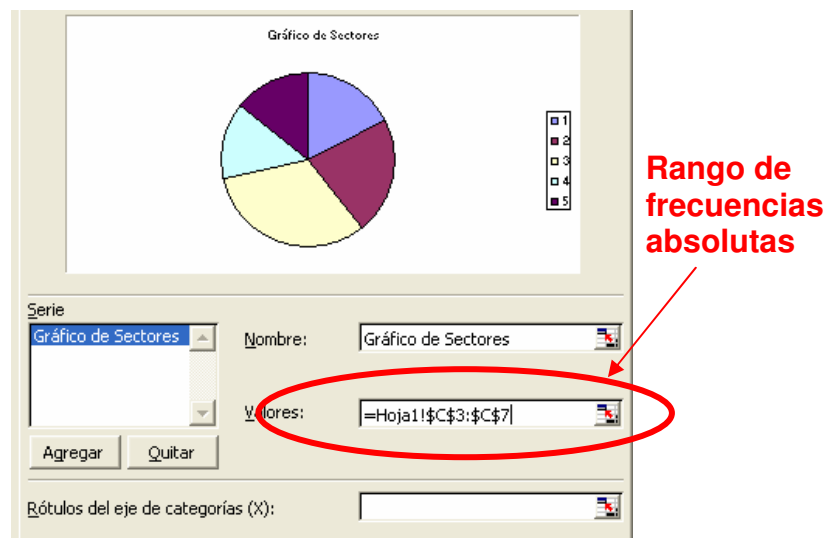 Gráfico de Sectores
1
2
3
4
5
Rango de
frecuencias
absolutas
Serie
Gráfico de Sectores
Nombre:
Gráfico de Sectores
Valores:
=Hoja1!$C$3:$C$7
Agregar
Quitar
Rótulos del eje de categorías (X):